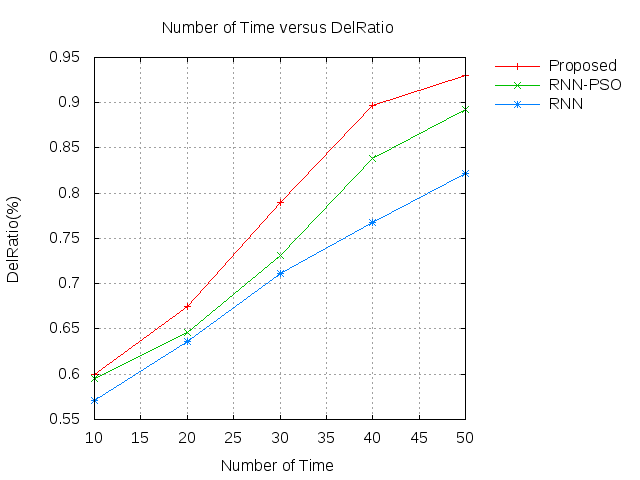 Number of Time versus DelRatio
Proposed
RNN-PSO
RNN
DelRatio(%)
0.95
0.9
0.85
0.8
0.75
0.7
0.65
0.6
0.55
10 15 20 25 30 35 40 45 50
Number of Time